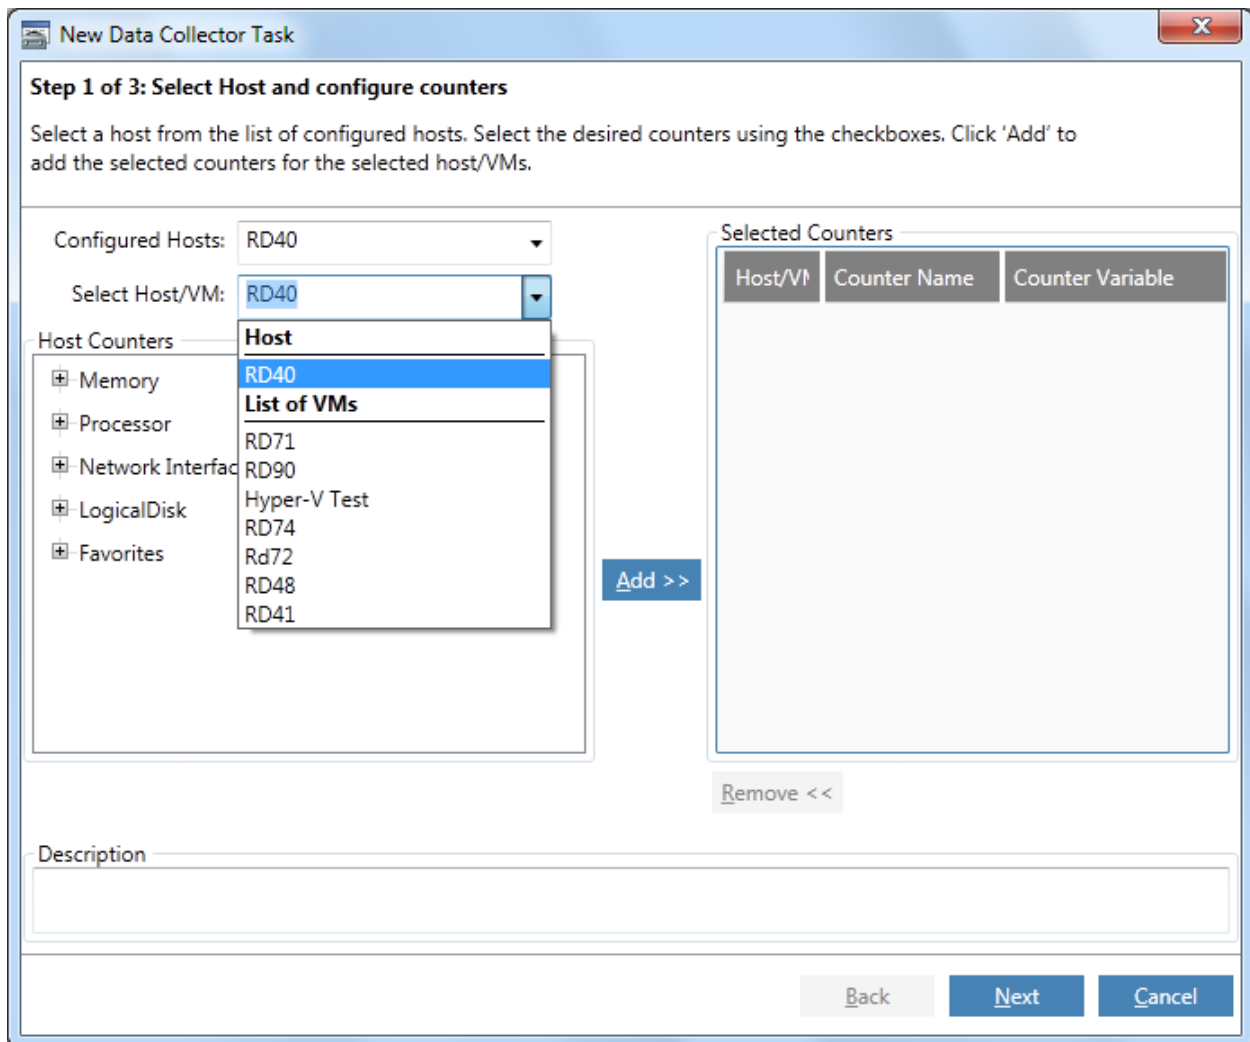 New Data Collector Task
Step 1 of 3: Select Host and configure counters
Select a host from the list of configured hosts. Select the desired counters using the checkboxes. Click 'Add' to
add the selected counters for the selected host/VMs.
Configured Hosts: RD40
Select Host/VM: RD40
Host
RD40
List of VMs
RD71
RD90
Hyper-V Test
RD74
Rd72
RD48
RD41
Host Counters
Memory
Processor
Network Interfac
LogicalDisk
Favorites
Add >>
Selected Counters
Host/VM Counter Name Counter Variable
Remove <<
Description
Back Next Cancel